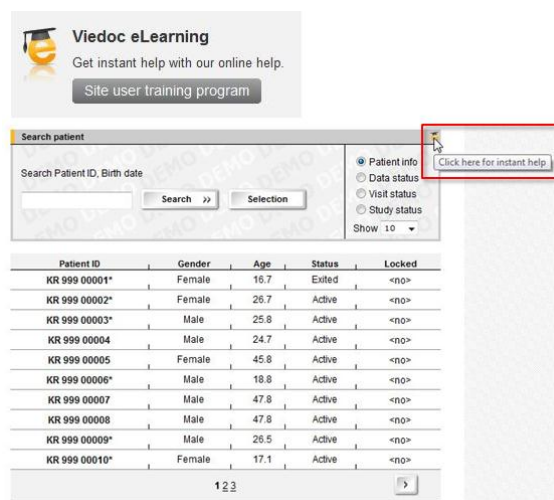 Viedoc eLearning
Get instant help with our online help.
Site user training program
Search patient
Click here for instant help
Search Patient ID, Birth date
Search »
Selection
Patient info
Data status
Visit status
Study status
Show 10
Patient ID Gender Age Status Locked
KR 999 00001* Female 16.7 Exited <no>
KR 999 00002* Female 26.7 Active <no>
KR 999 00003* Male 25.8 Active <no>
KR 999 00004 Male 24.7 Active <no>
KR 999 00005 Female 45.8 Active <no>
KR 999 00006* Male 18.8 Active <no>
KR 999 00007 Male 47.8 Active <no>
KR 999 00008 Male 47.8 Active <no>
KR 999 00009* Male 26.5 Active <no>
KR 999 00010* Female 17.1 Active <no>
1 2 3 >